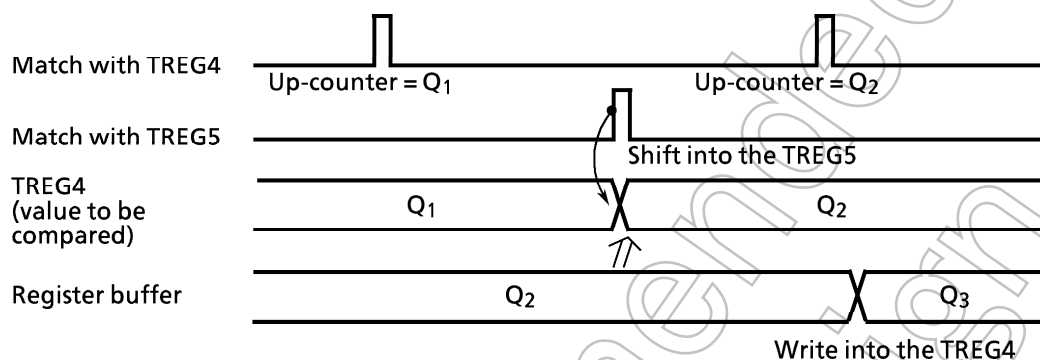 Match with TREG4
Up-counter = Q1
Up-counter = Q2
Match with TREG5
Shift into the TREG5
TREG4
(value to be
compared)
Q1
Q2
Register buffer
Q2
Q3
Write into the TREG4